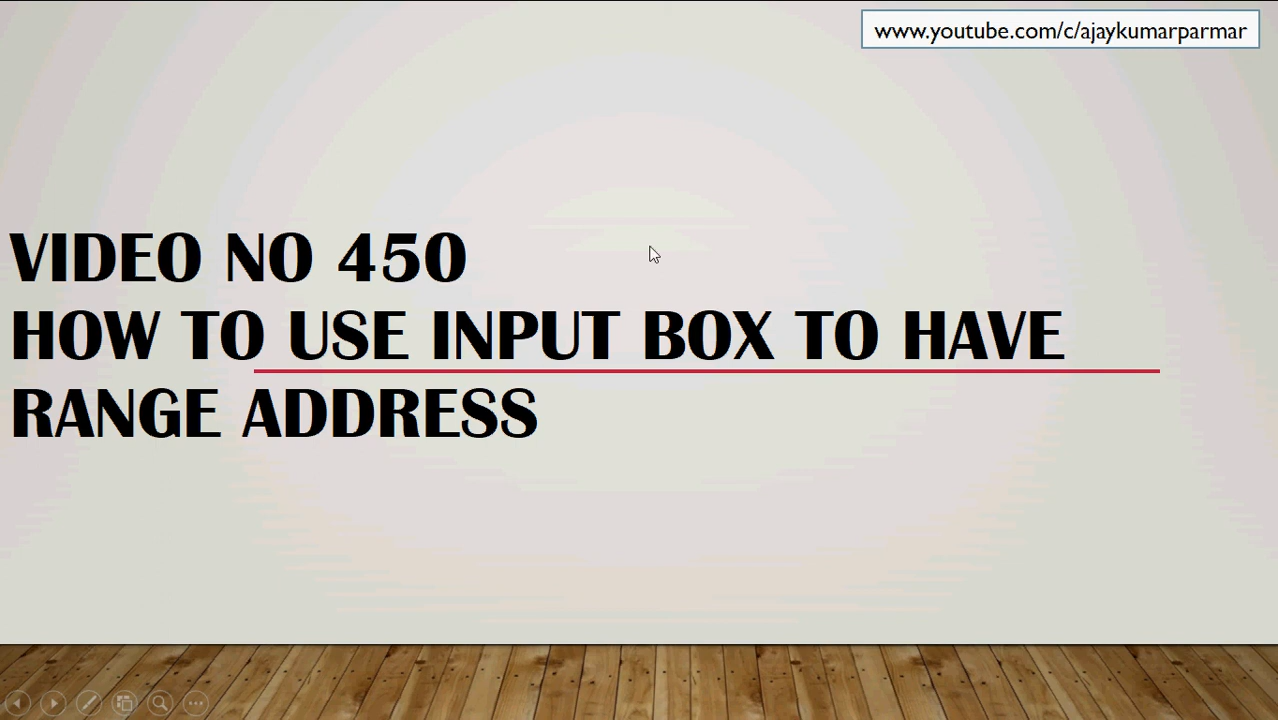 www.youtube.com/c/ajaykumarparmar
VIDEO NO 450
HOW TO USE INPUT BOX TO HAVE
RANGE ADDRESS